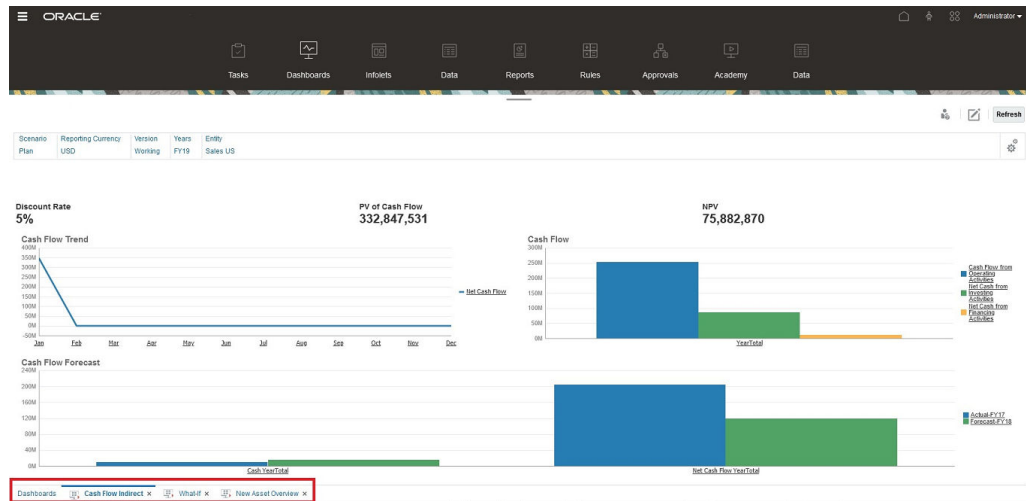 ORACLE
Administrator
Tasks Dashboards Infolets Data Reports Rules Approvals Academy Data
Refresh
Scenario Reporting Currency Version Years Entity
Plan USD Working FY19 Sales US
Discount Rate PV of Cash Flow NPV
5% 332,847,531 75,882,870
Cash Flow Trend
400M
350M
300M
250M
200M
150M
100M
50M
0M
-50M
Jan Feb Mar Apr May Jun Jul Aug Sep Oct Nov Dec
Net Cash Flow
Cash Flow
300M
250M
200M
150M
100M
50M
0M
YearTotal
Cash Flow from
Operating
Activities
Net Cash from
Investing
Activities
Net Cash from
Financing
Activities
Cash Flow Forecast
240M
200M
160M
120M
80M
40M
0M
Cash YearTotal Net Cash Flow YearTotal
Actual-FY17
Forecast-FY18
Dashboards Cash Flow Indirect × What-If × New Asset Overview ×